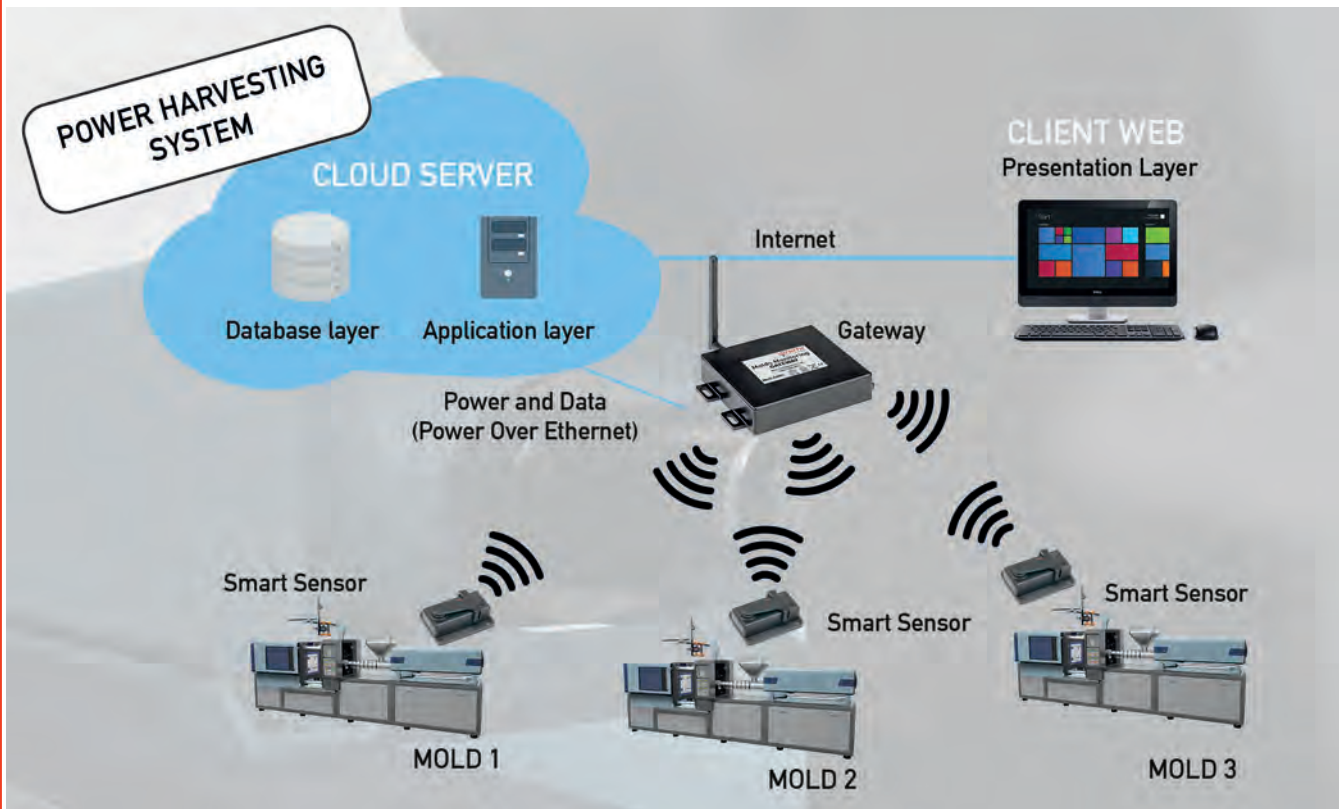 POWER HARVESTING
SYSTEM
CLOUD SERVER
Database layer
Application layer
CLIENT WEB
Presentation Layer
Internet
Gateway
Power and Data
(Power Over Ethernet)
Smart Sensor
Smart Sensor
Smart Sensor
MOLD 1
MOLD 2
MOLD 3